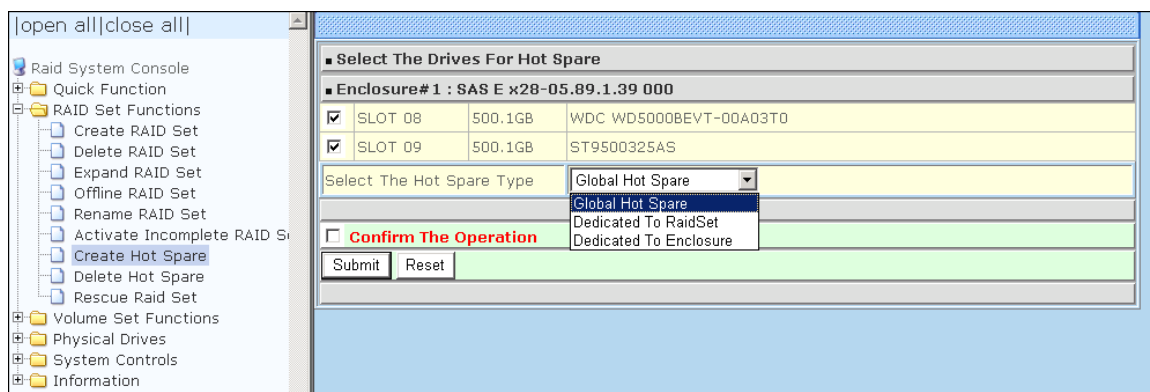 |open all|close all|
Raid System Console
Quick Function
RAID Set Functions
Create RAID Set
Delete RAID Set
Expand RAID Set
Offline RAID Set
Rename RAID Set
Activate Incomplete RAID S
Create Hot Spare
Delete Hot Spare
Rescue Raid Set
Volume Set Functions
Physical Drives
System Controls
Information
Select The Drives For Hot Spare
Enclosure#1 : SAS E x28-05.89.1.39 000
SLOT 08 500.1GB WDC WD5000BEVT-00A03T0
SLOT 09 500.1GB ST9500325AS
Select The Hot Spare Type Global Hot Spare
Global Hot Spare
Dedicated To RaidSet
Dedicated To Enclosure
Confirm The Operation
Submit Reset